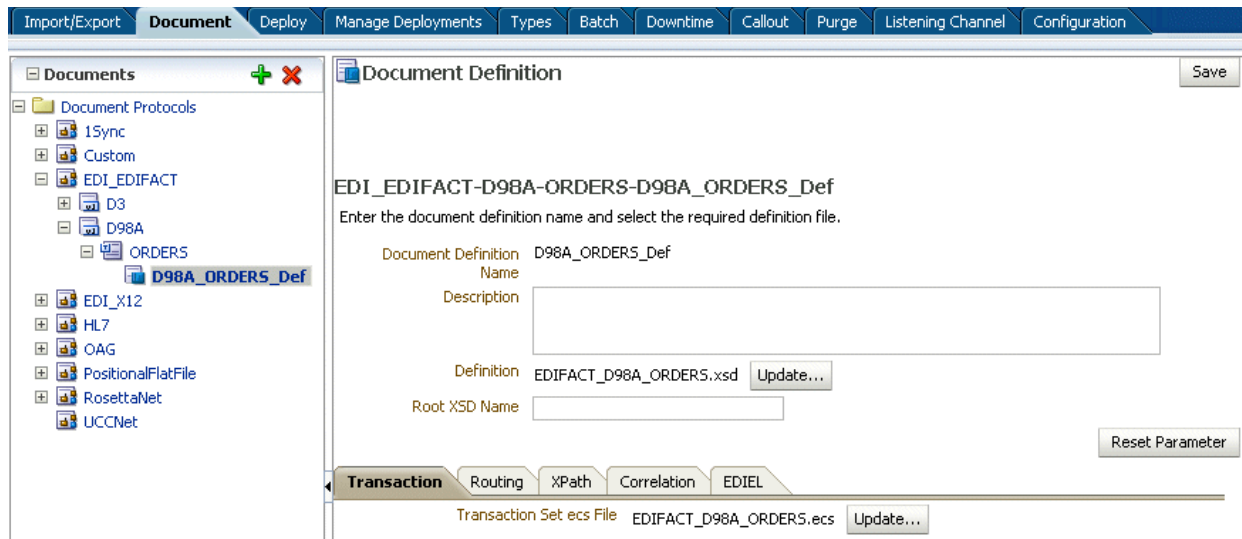 Import/Export Document Deploy Manage Deployments Types Batch Downtime Callout Purge Listening Channel Configuration
Documents
Document Protocols
1Sync
Custom
EDI_EDIFACT
D3
D98A
ORDERS
D98A_ORDERS_Def
EDI_X12
HL7
OAG
PositionalFlatFile
RosettaNet
UCCNet
Document Definition
Save
EDI_EDIFACT-D98A-ORDERS-D98A_ORDERS_Def
Enter the document definition name and select the required definition file.
Document Definition D98A_ORDERS_Def
Name
Description
Definition EDIFACT_D98A_ORDERS.xsd Update...
Root XSD Name
Reset Parameter
Transaction Routing XPath Correlation EDIEL
Transaction Set ecs File EDIFACT_D98A_ORDERS.ecs Update...